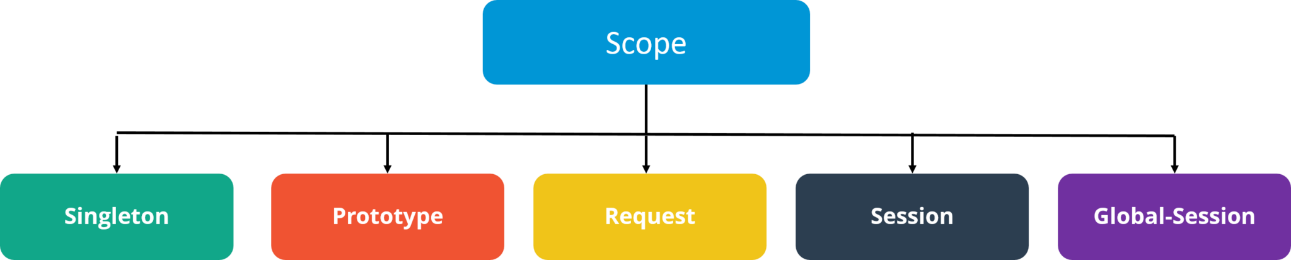 Scope
Singleton
Prototype
Request
Session
Global-Session